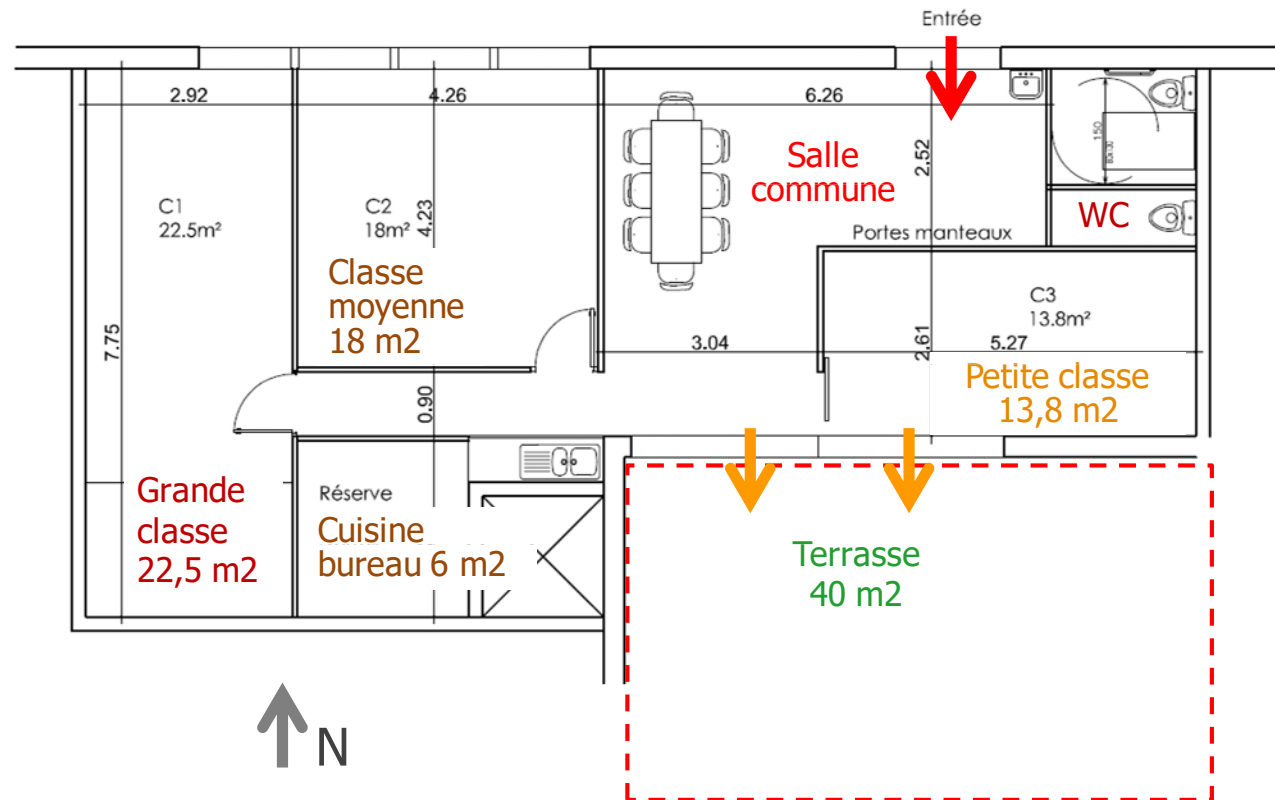 Entrée
2.92
4.26
6.26
150
80x130
2.52
Salle
commune
C1
22.5m²
C2
18m²
4.23
WC
Portes manteaux
Classe
moyenne
18 m2
C3
13.8m²
7.75
3.04
2.61
5.27
Petite classe
13,8 m2
0.90
Grande
classe
22,5 m2
Réserve
Cuisine
bureau 6 m2
Terrasse
40 m2
N